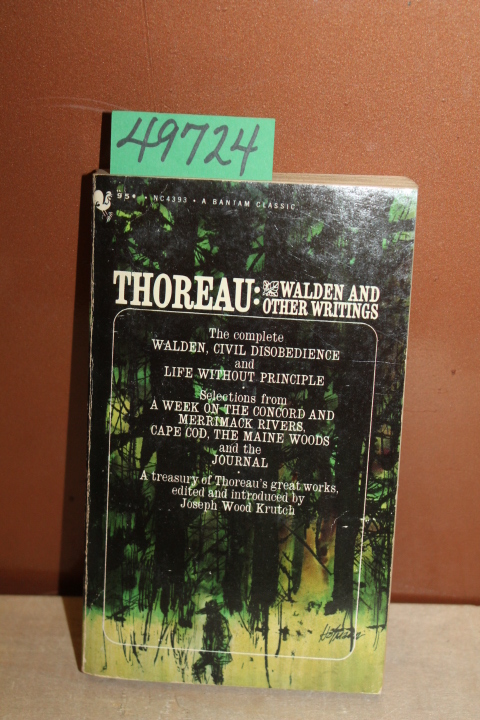 49724
95¢ NC4393 • A BANTAM CLASSIC
THOREAU: WALDEN AND
OTHER WRITINGS
The complete
WALDEN, CIVIL DISOBEDIENCE
and
LIFE WITHOUT PRINCIPLE
Selections from
A WEEK ON THE CONCORD AND
MERRIMACK RIVERS,
CAPE COD, THE MAINE WOODS
and the
JOURNAL
•
A treasury of Thoreau's great works,
edited and introduced by
Joseph Wood Krutch